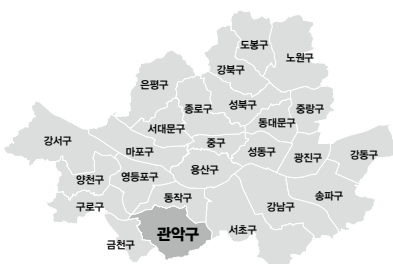 도봉구
노원구
강북구
은평구
성북구
종로구
중랑구
동대문구
서대문구
강서구
마포구
중구
성동구
강동구
광진구
용산구
양천구
영등포구
동작구
송파구
구로구
강남구
서초구
관악구
금천구